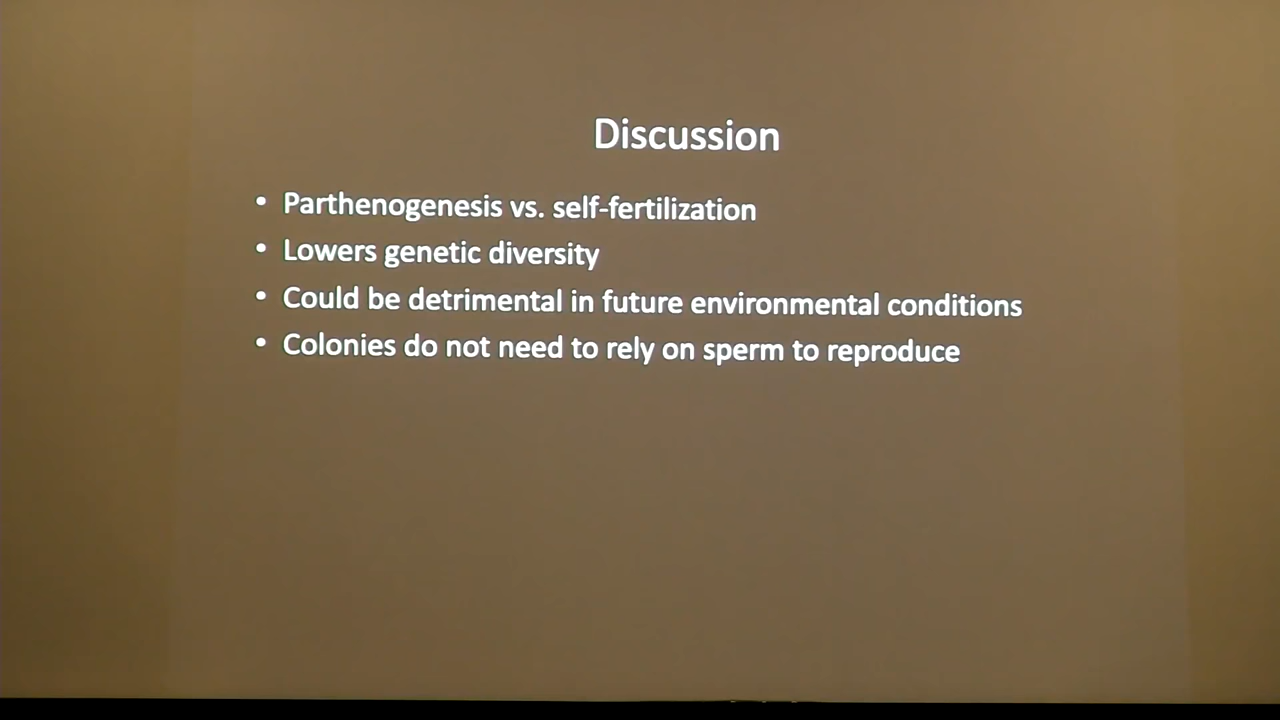 Discussion
• Parthenogenesis vs. self-fertilization
• Lowers genetic diversity
• Could be detrimental in future environmental conditions
• Colonies do not need to rely on sperm to reproduce